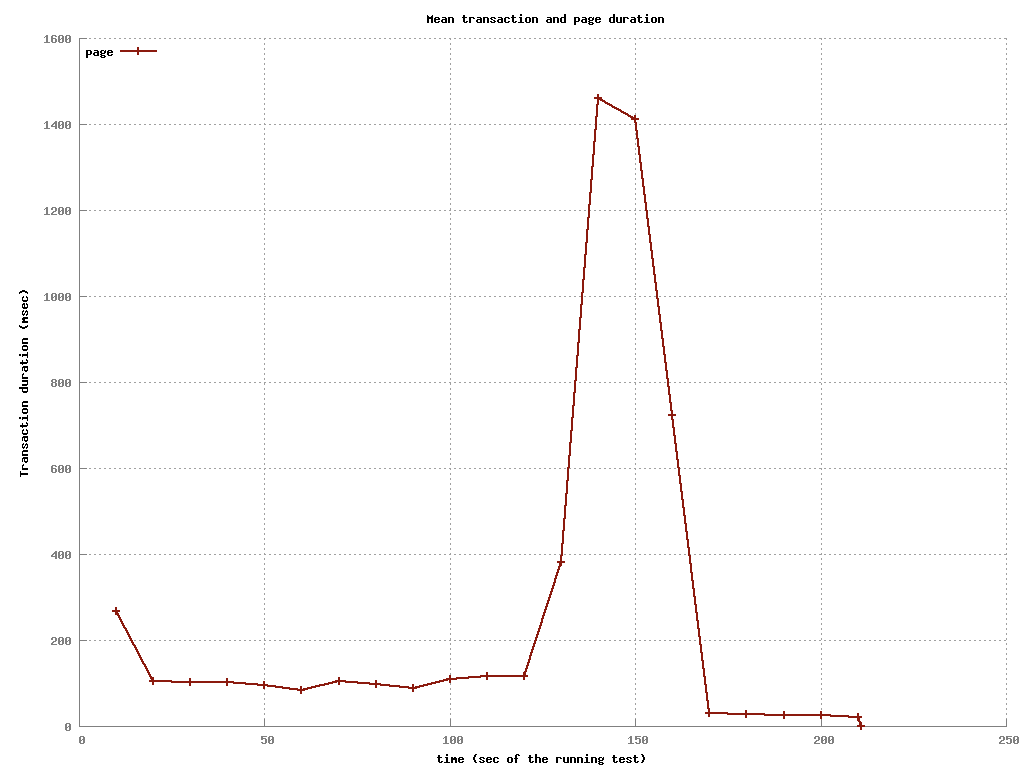 Mean transaction and page duration
1600
page
1400
1200
1000
800
600
400
200
0
Transaction duration (msec)
0 50 100 150 200 250
time (sec of the running test)